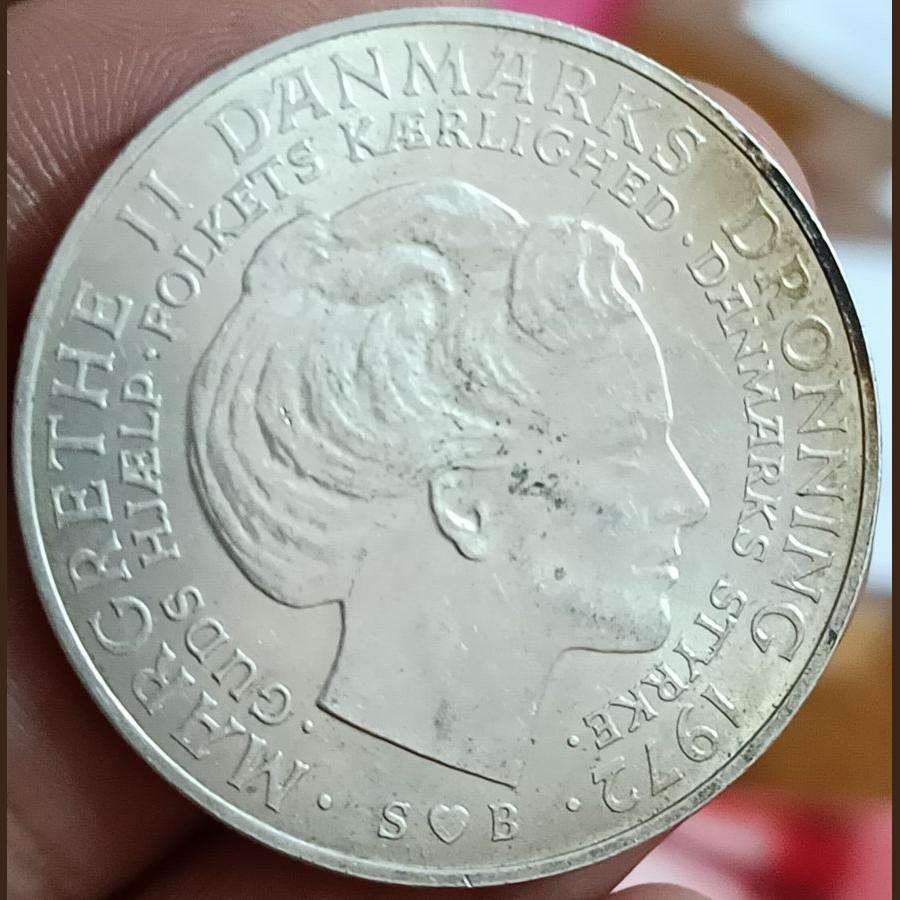 MARGRETHE II DANMARKS DRONNING 1972
·GUDS HJÆLP·FOLKETS KÆRLIGHED·DANMARKS STYRKE·
· S ♥ B ·